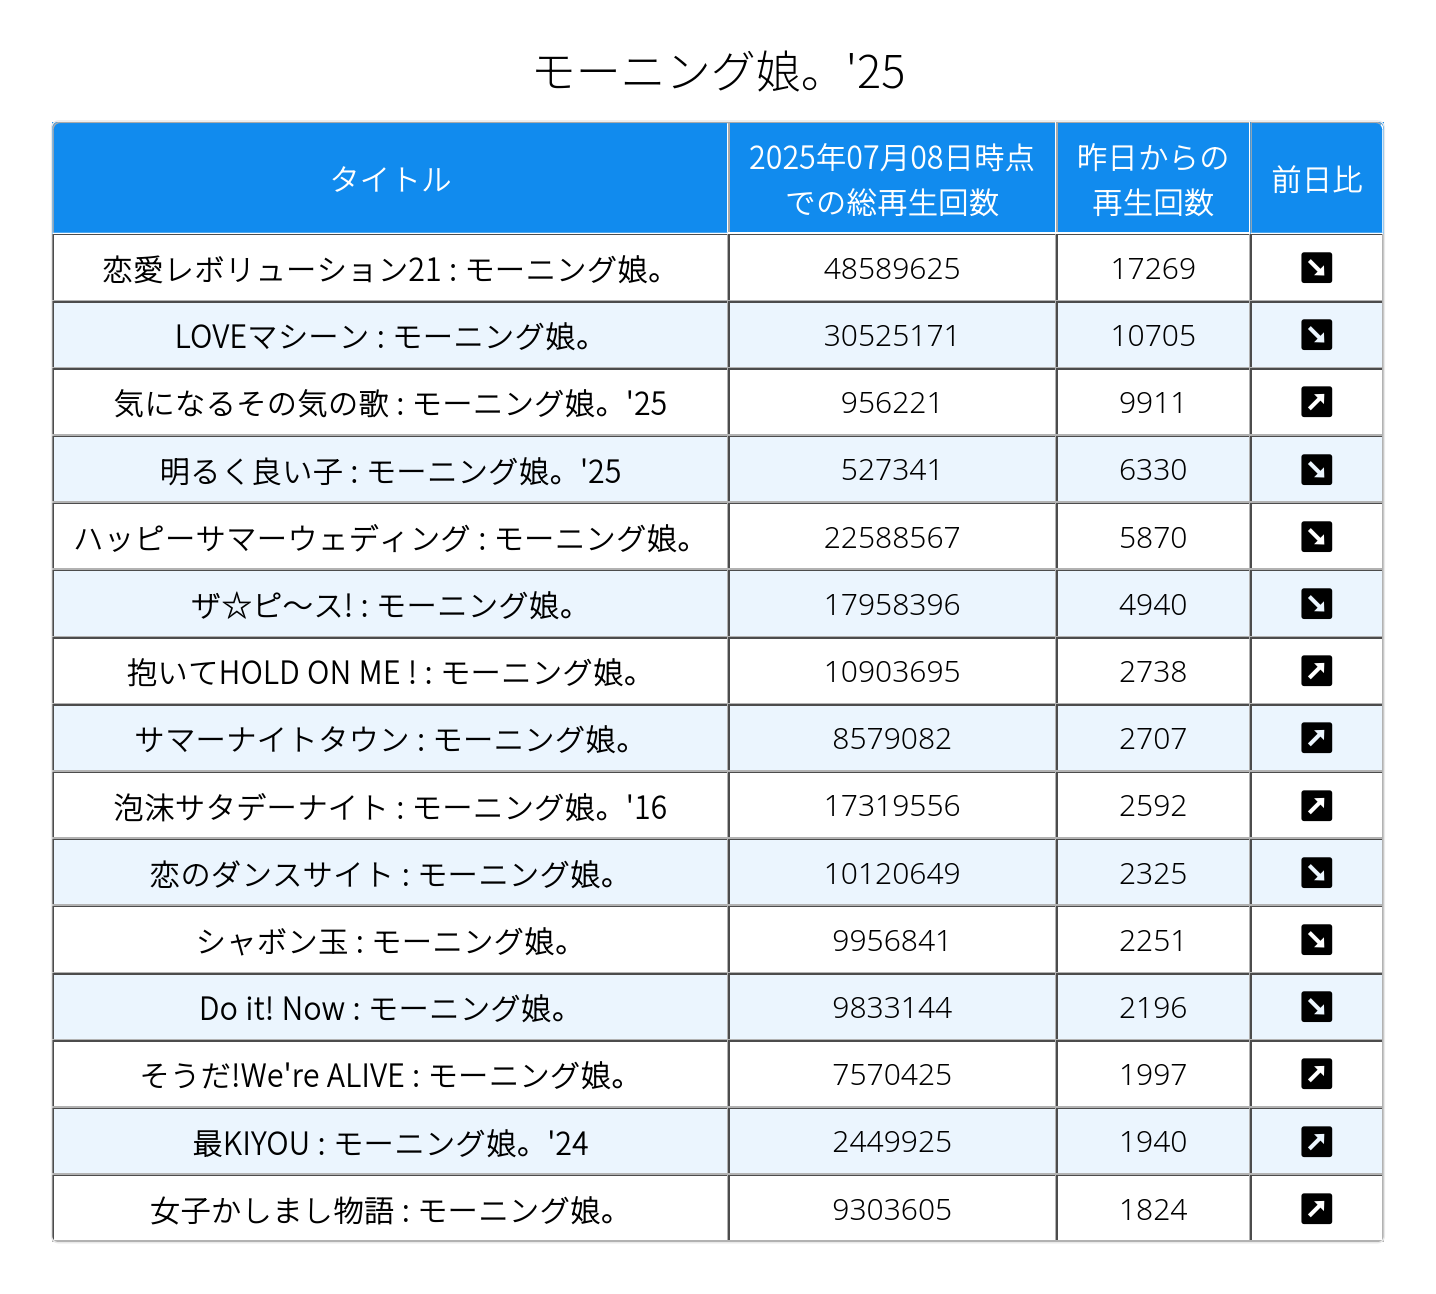 モーニング娘。'25
タイトル 2025年07月08日時点での総再生回数 昨日からの再生回数 前日比
恋愛レボリューション21 : モーニング娘。 48589625 17269 ↘
LOVEマシーン : モーニング娘。 30525171 10705 ↘
気になるその気の歌 : モーニング娘。'25 956221 9911 ↗
明るく良い子 : モーニング娘。'25 527341 6330 ↘
ハッピーサマーウェディング : モーニング娘。 22588567 5870 ↘
ザ☆ピ〜ス! : モーニング娘。 17958396 4940 ↘
抱いてHOLD ON ME ! : モーニング娘。 10903695 2738 ↗
サマーナイトタウン : モーニング娘。 8579082 2707 ↗
泡沫サタデーナイト : モーニング娘。'16 17319556 2592 ↗
恋のダンスサイト : モーニング娘。 10120649 2325 ↘
シャボン玉 : モーニング娘。 9956841 2251 ↘
Do it! Now : モーニング娘。 9833144 2196 ↘
そうだ!We're ALIVE : モーニング娘。 7570425 1997 ↗
最KIYOU : モーニング娘。'24 2449925 1940 ↗
女子かしまし物語 : モーニング娘。 9303605 1824 ↗